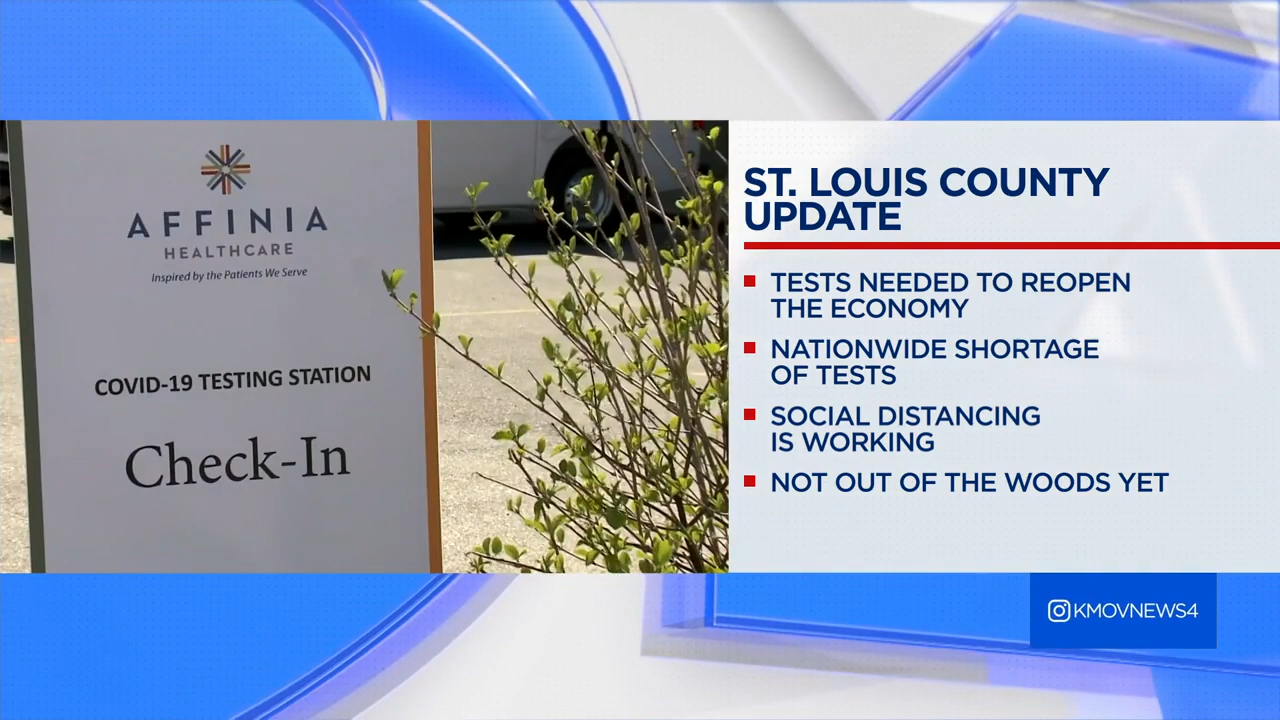 AFFINIA
HEALTHCARE
Inspired by the Patients We Serve
COVID-19 TESTING STATION
Check-In
ST. LOUIS COUNTY
UPDATE
TESTS NEEDED TO REOPEN
THE ECONOMY
NATIONWIDE SHORTAGE
OF TESTS
SOCIAL DISTANCING
IS WORKING
NOT OUT OF THE WOODS YET
KMOVNEWS4